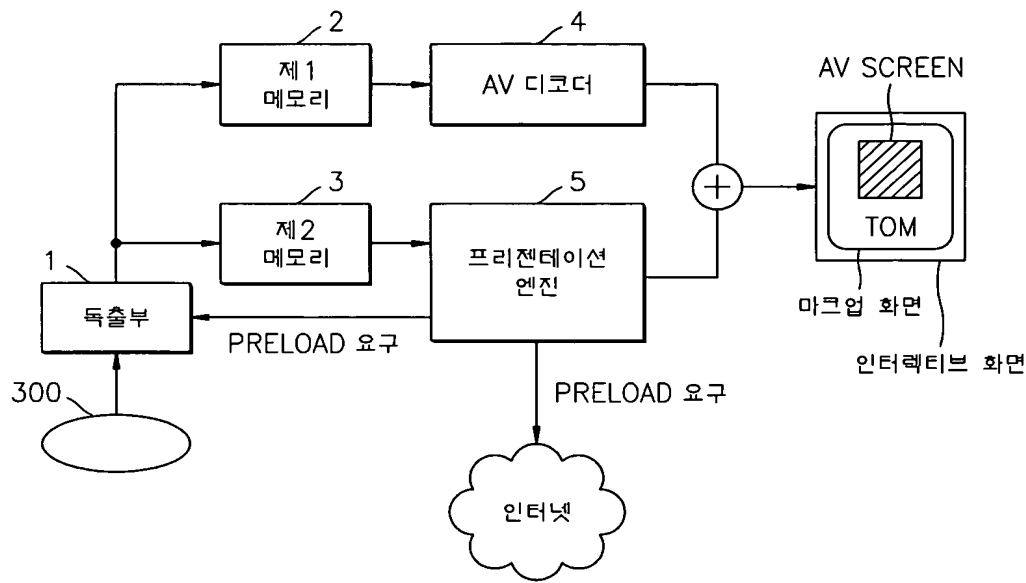 2
4
제1
메모리
AV 디코더
AV SCREEN
3
5
제2
메모리
프리젠테이션
엔진
TOM
1
독출부
PRELOAD 요구
마크업 화면
인터렉티브 화면
300
PRELOAD 요구
인터넷